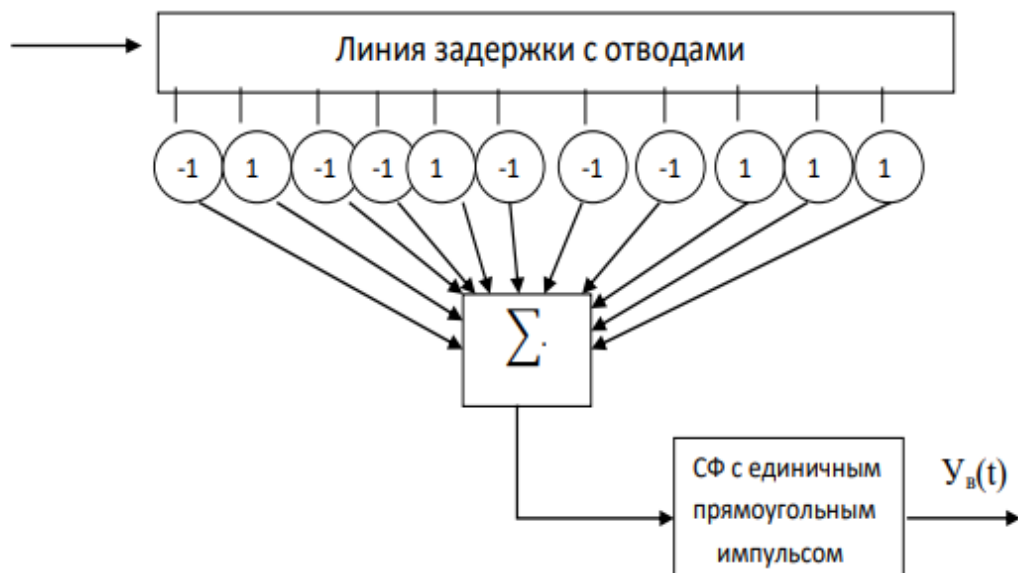 Линия задержки с отводами
-1 1 -1 -1 1 -1 -1 -1 1 1 1
∑.
СФ с единичным
прямоугольным
импульсом
Ув(t)